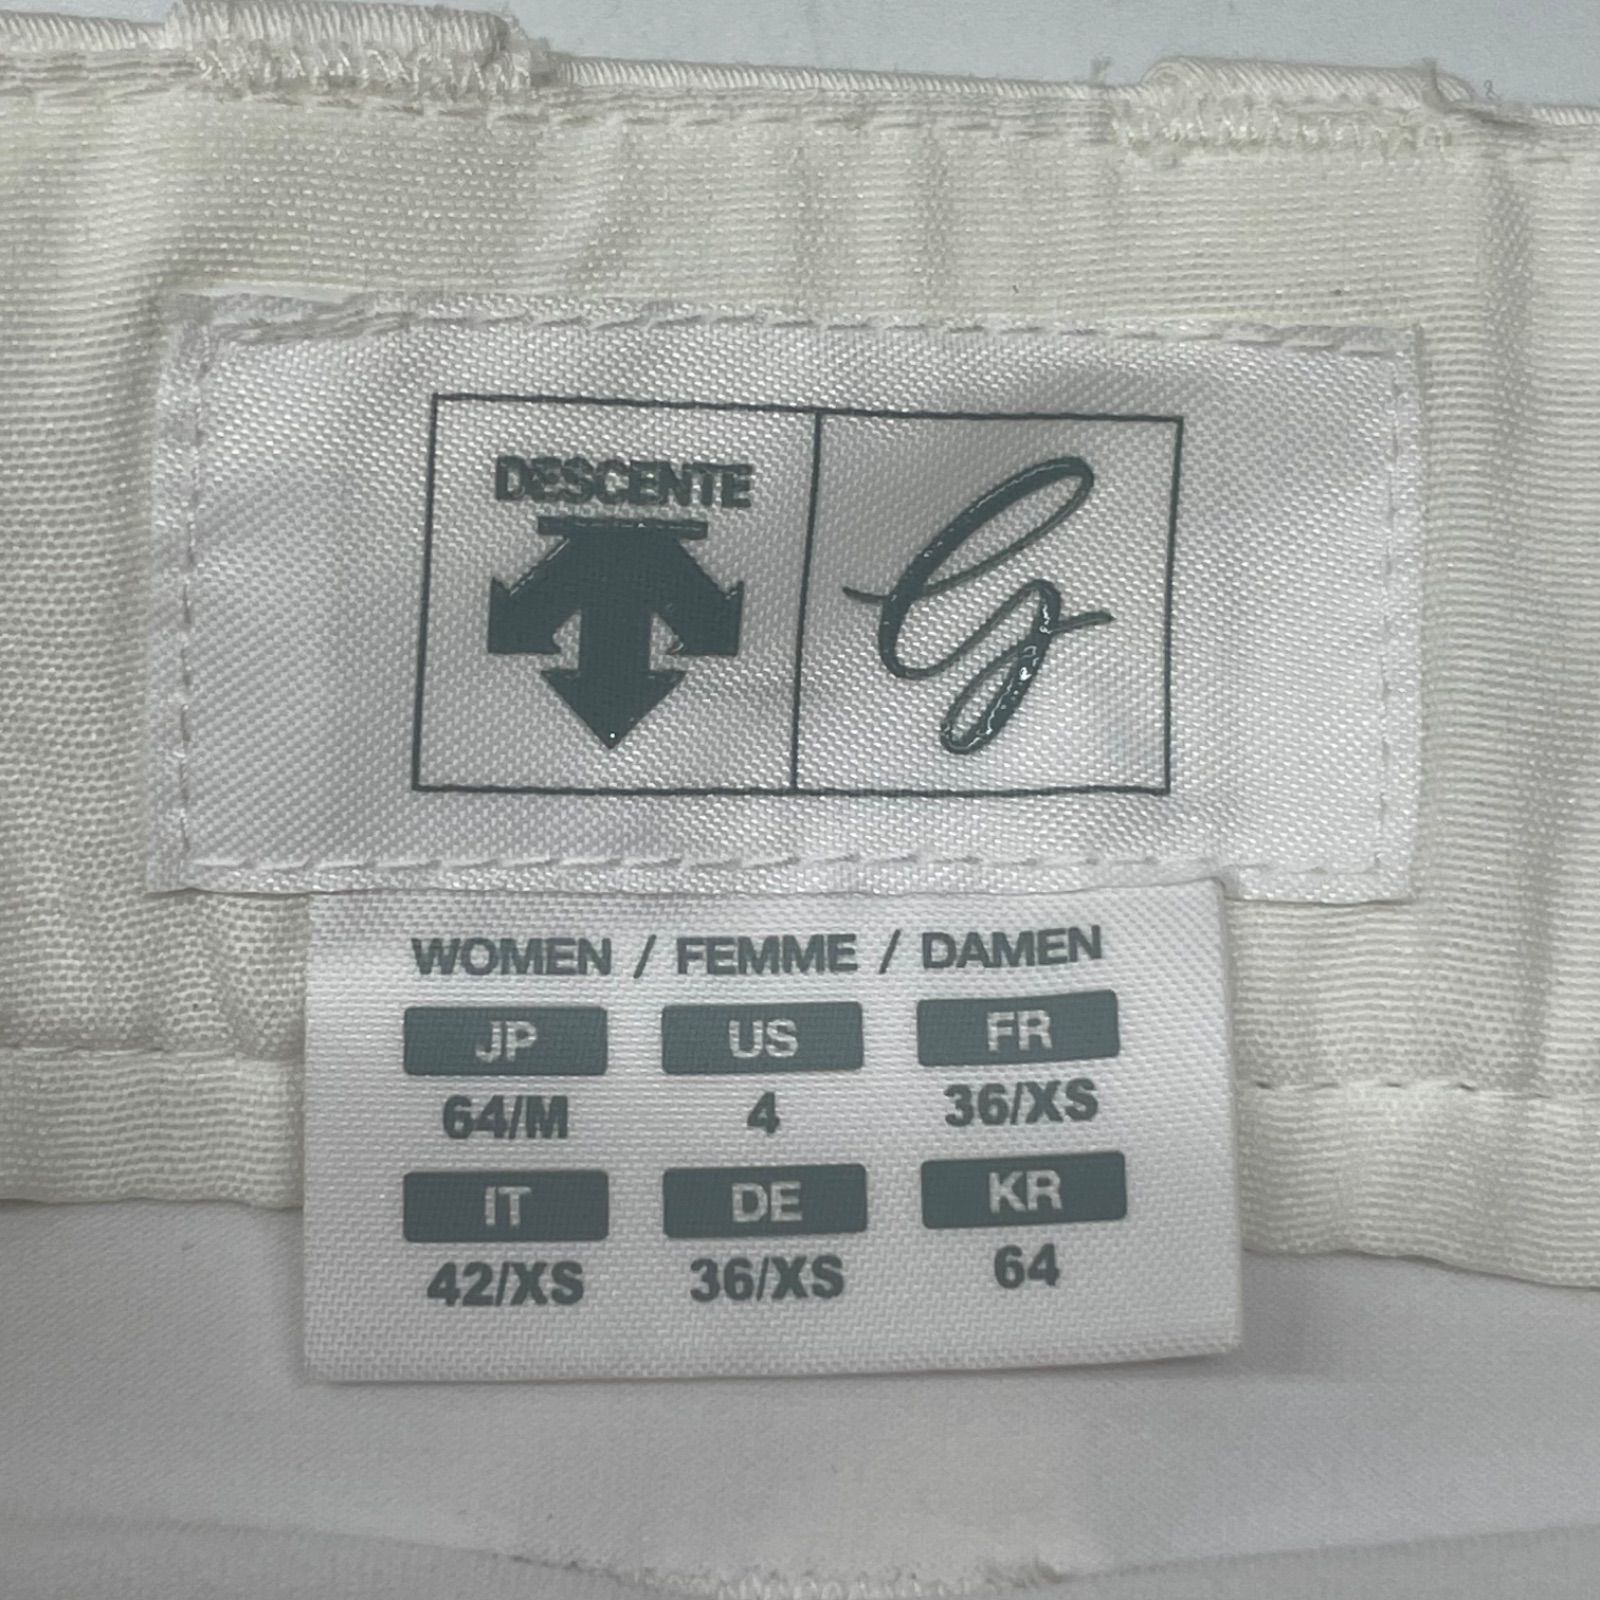 DESCENTE
G
WOMEN / FEMME / DAMEN
JP US FR
64/M 4 36/XS
IT DE KR
42/XS 36/XS 64